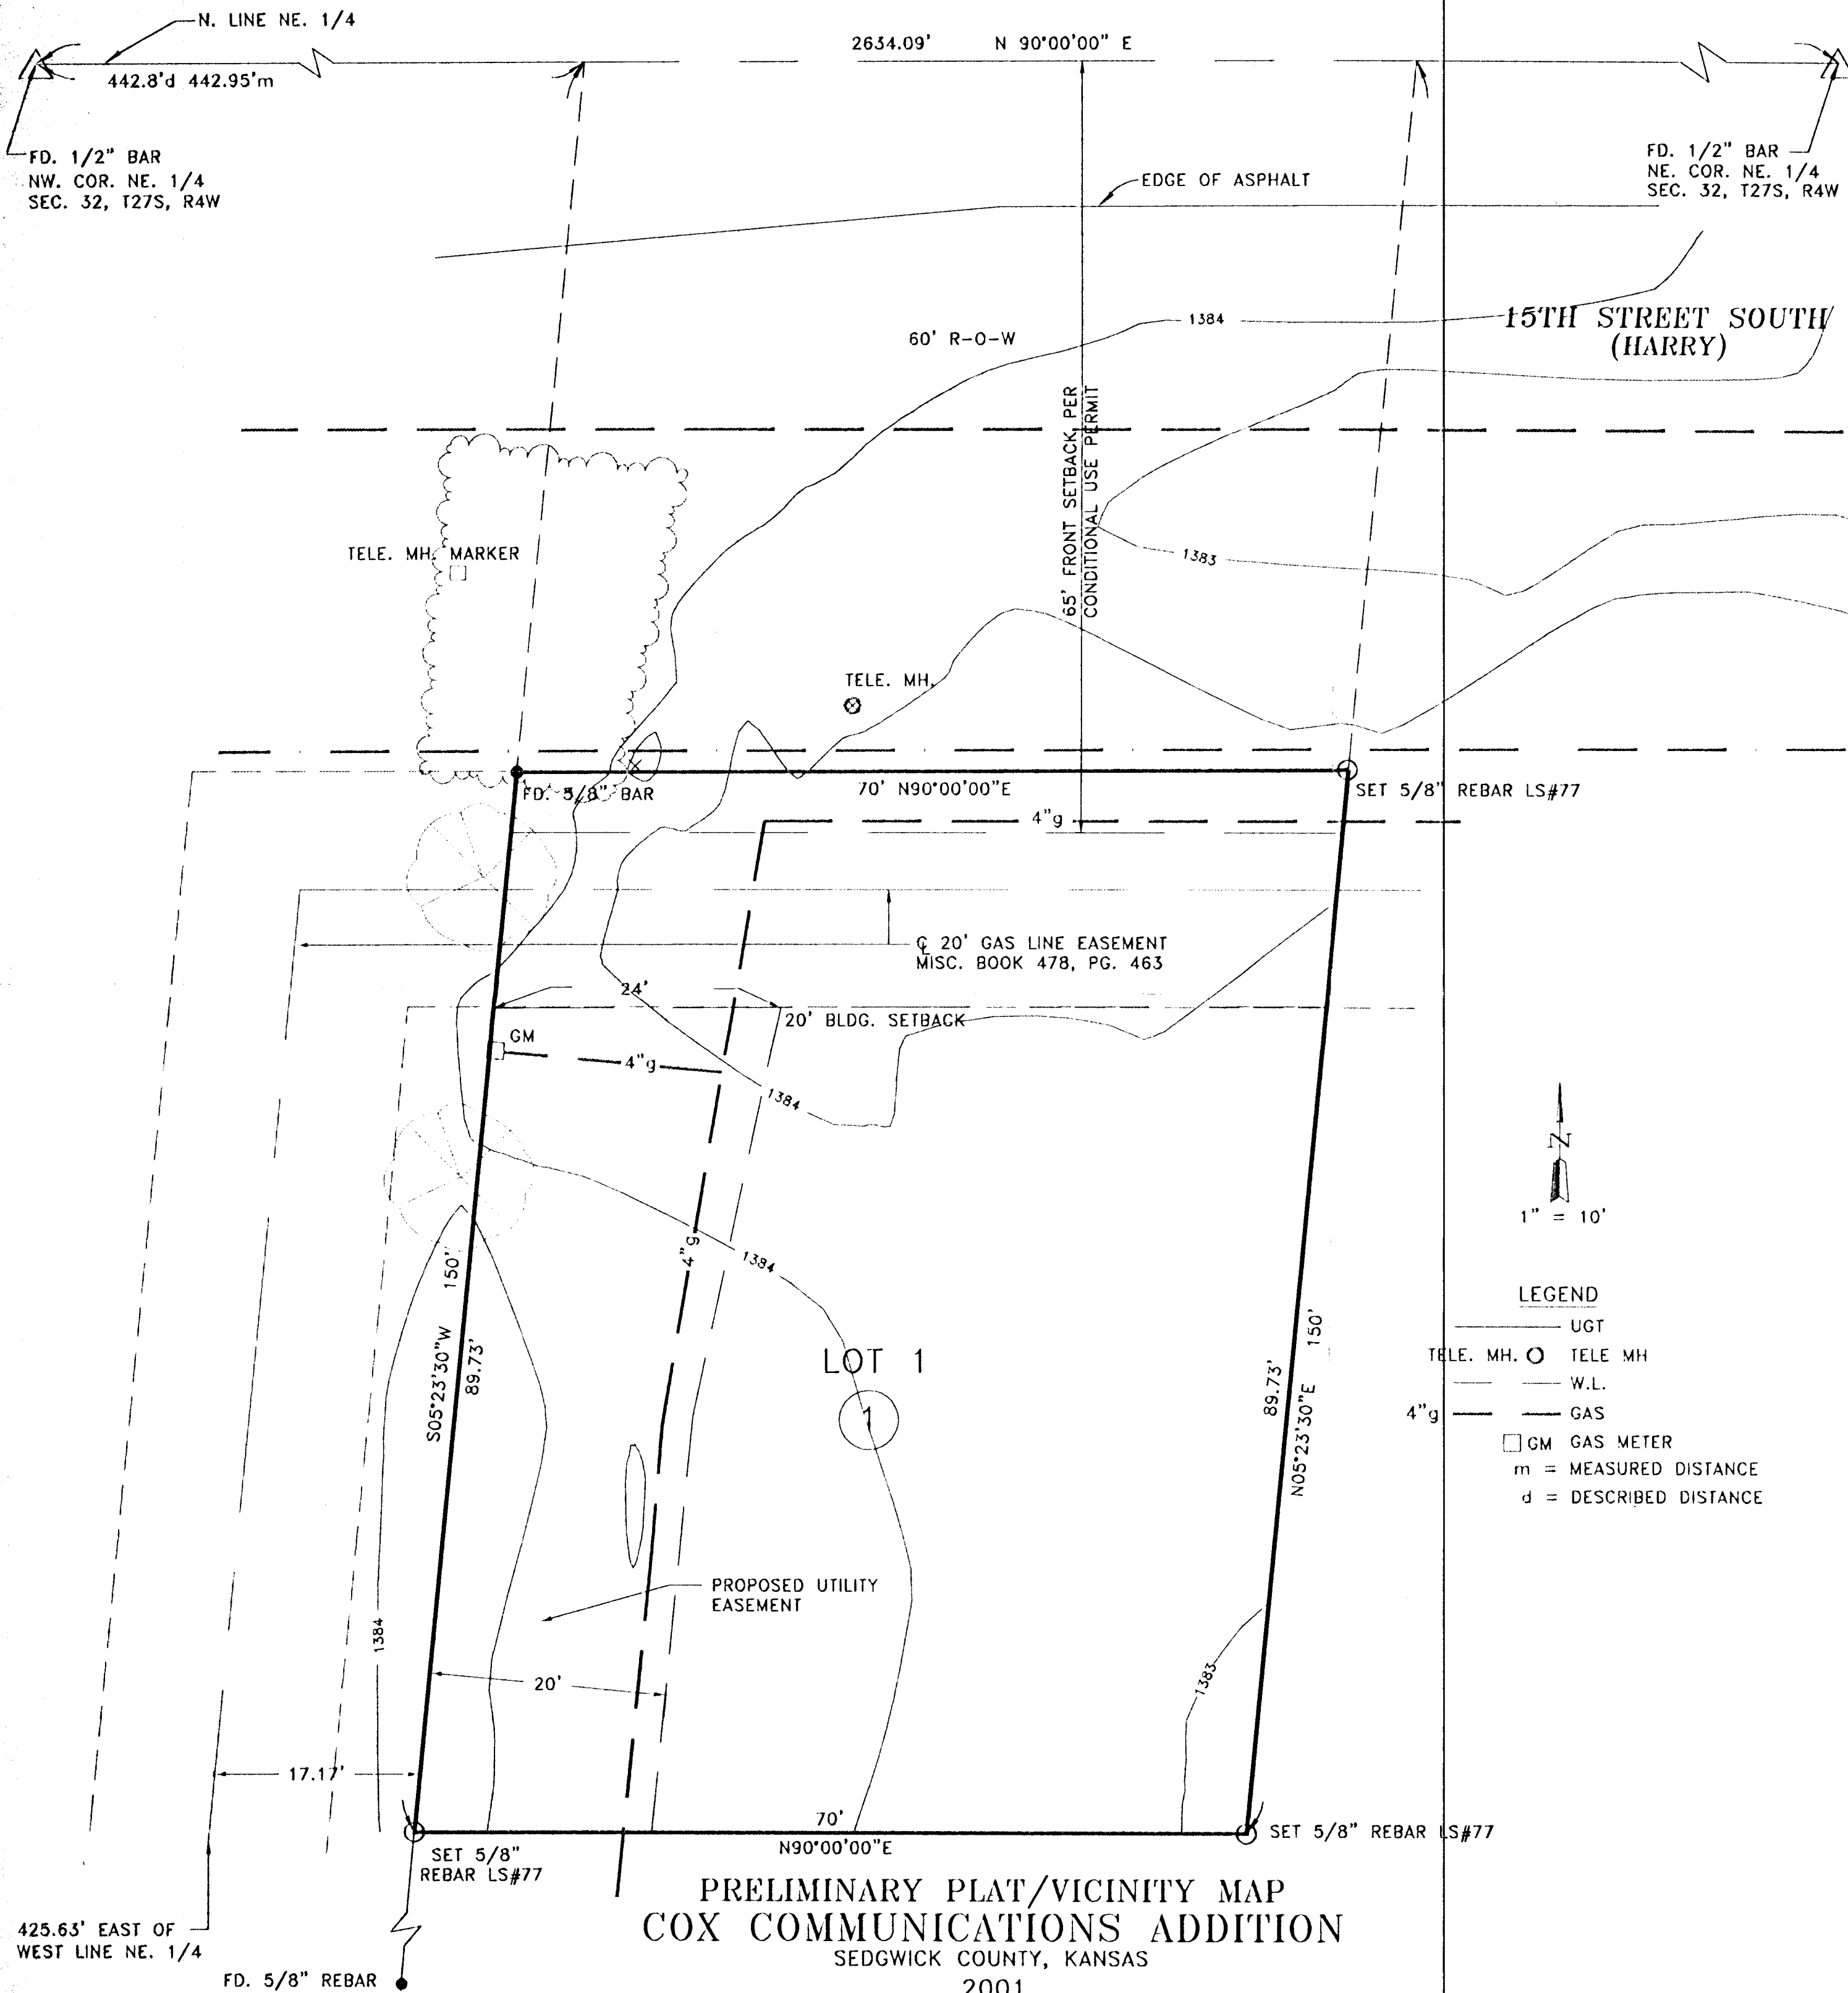 N. LINE NE. 1/4
2634.09' N 90°00'00" E
442.8'd 442.95'm
FD. 1/2" BAR
NW. COR. NE. 1/4
SEC. 32, T27S, R4W
FD. 1/2" BAR
NE. COR. NE. 1/4
SEC. 32, T27S, R4W
EDGE OF ASPHALT
1384
15TH STREET SOUTH
(HARRY)
60' R-O-W
65' FRONT SETBACK PER
CONDITIONAL USE PERMIT
TELE. MH. MARKER
1383
TELE. MH.
FD. 5/8" BAR
70' N90°00'00"E
SET 5/8" REBAR LS#77
4"g
℄ 20' GAS LINE EASEMENT
MISC. BOOK 478, PG. 463
24'
20' BLDG. SETBACK
GM
4"g
1384
N
1" = 10'
4"g
1384
S05°23'30"W 150'
89.73'
LOT 1
1
89.73'
N05°23'30"E 150'
LEGEND
UGT
TELE. MH. TELE MH
W.L.
4"g GAS
GM GAS METER
m = MEASURED DISTANCE
d = DESCRIBED DISTANCE
PROPOSED UTILITY
EASEMENT
1384
20'
1383
17.17'
70'
N90°00'00"E
SET 5/8"
REBAR LS#77
SET 5/8" REBAR LS#77
425.63' EAST OF
WEST LINE NE. 1/4
FD. 5/8" REBAR
PRELIMINARY PLAT/VICINITY MAP
COX COMMUNICATIONS ADDITION
SEDGWICK COUNTY, KANSAS
2001